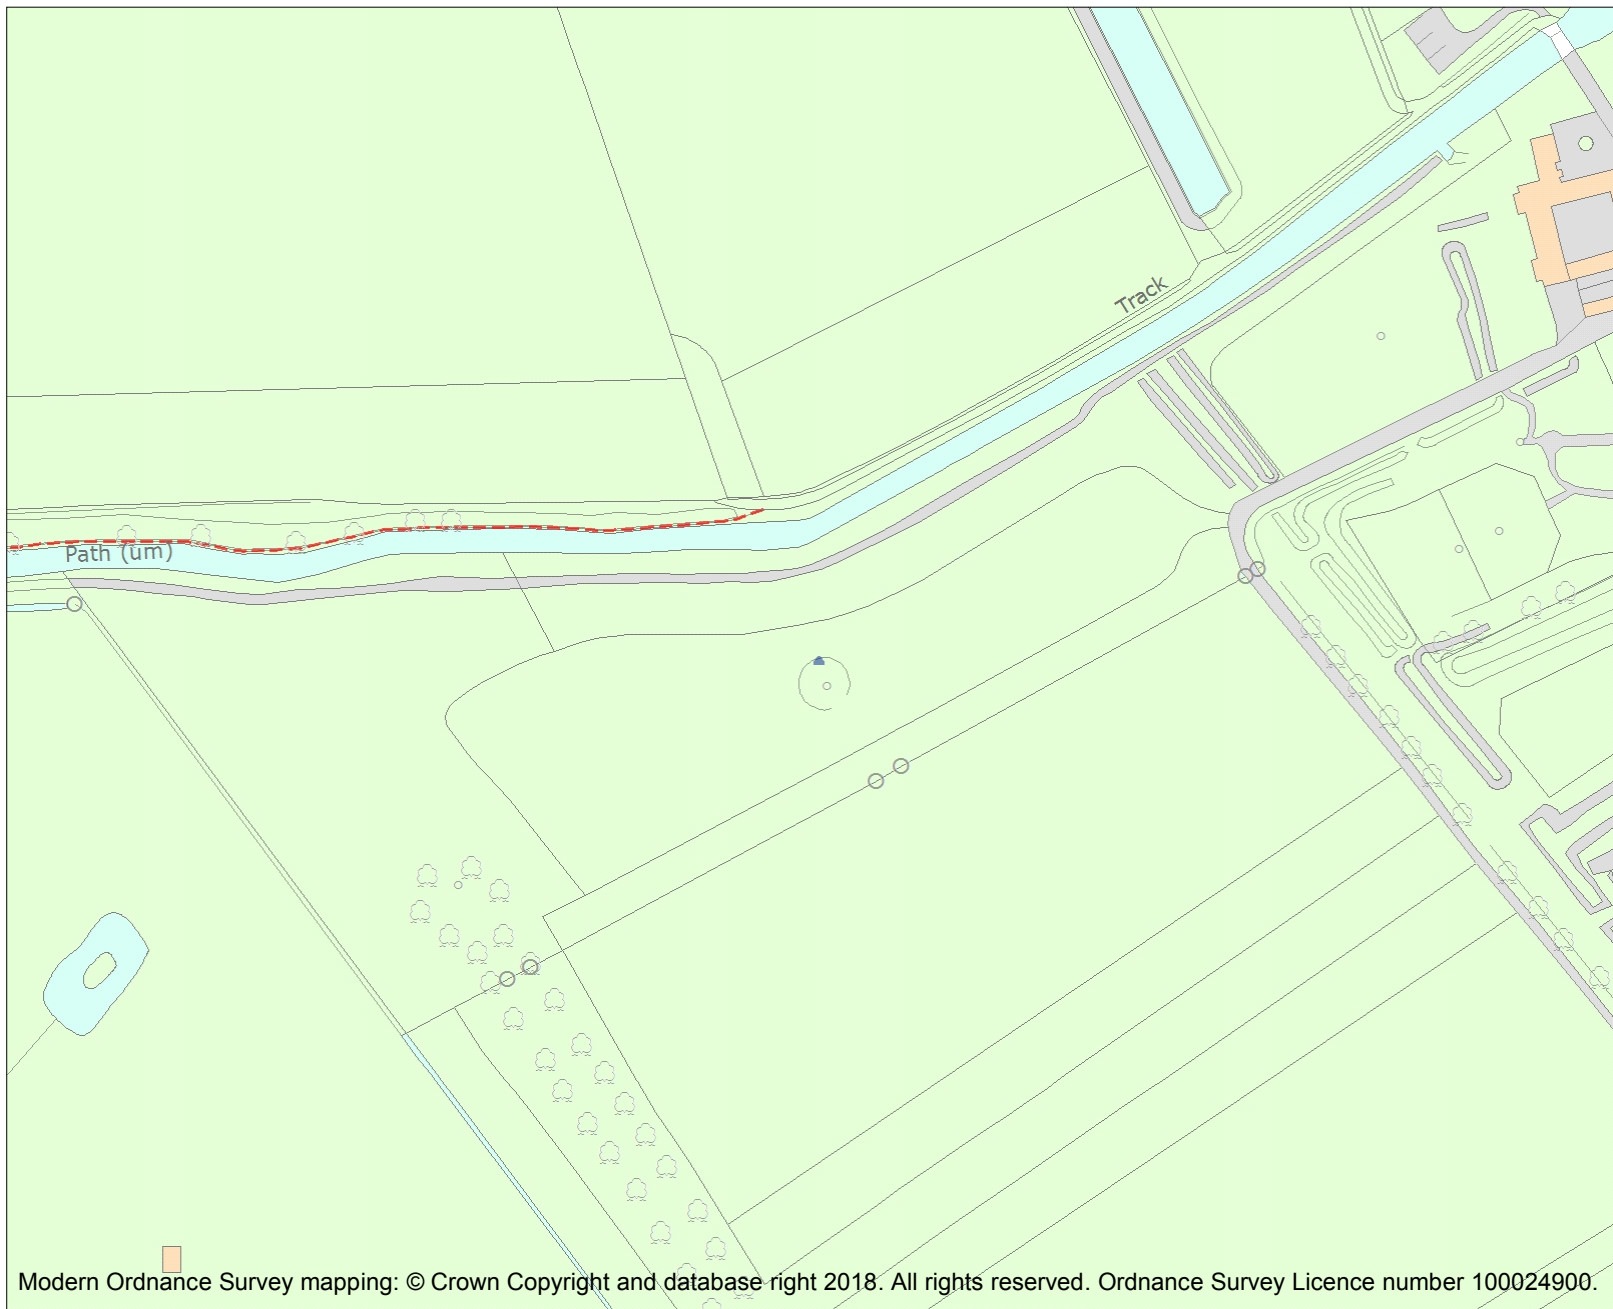 Track
Path (um)
Modern Ordnance Survey mapping: © Crown Copyright and database right 2018. All rights reserved. Ordnance Survey Licence number 100024900.